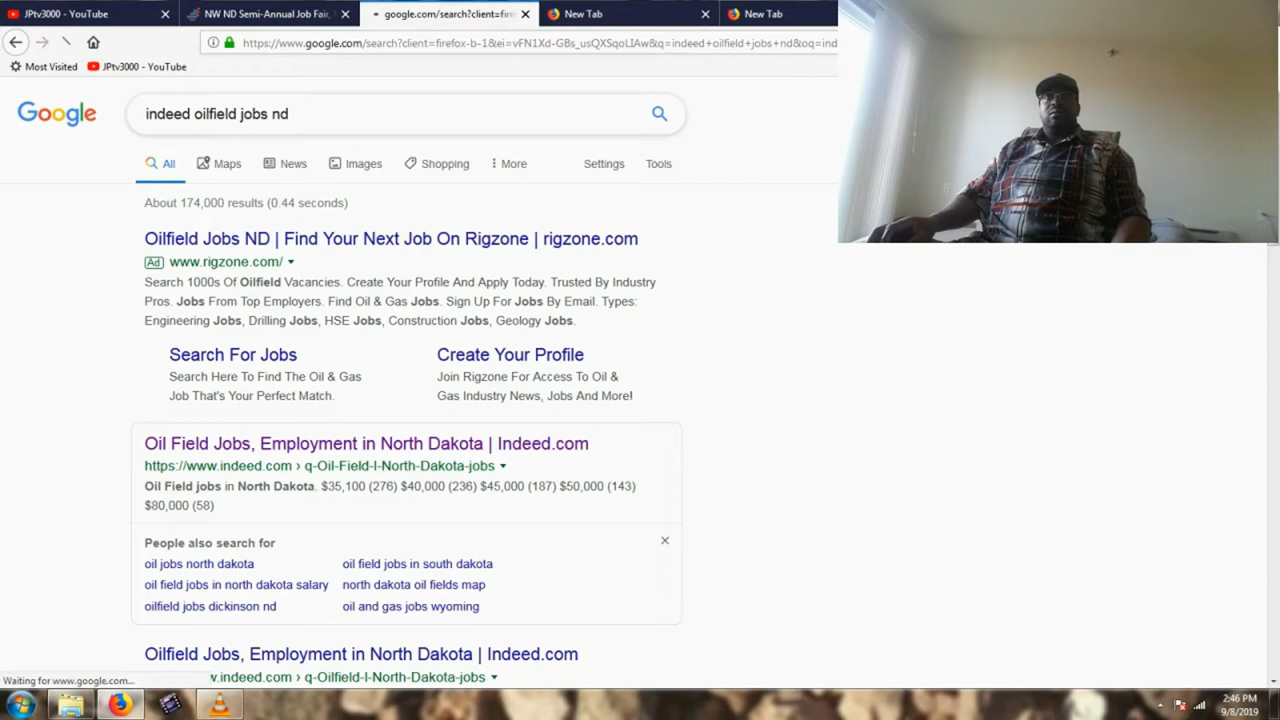 JPtv3000 - YouTube
NW ND Semi-Annual Job Fair,
google.com/search?client=fire
New Tab
New Tab
https://www.google.com/search?client=firefox-b-1&ei=vFN1Xd-GBs_usQXSqoLIAw&q=indeed+oilfield+jobs+nd&oq=ind
Most Visited
JPtv3000 - YouTube
Google
indeed oilfield jobs nd
All
Maps
News
Images
Shopping
More
Settings
Tools
About 174,000 results (0.44 seconds)
Oilfield Jobs ND | Find Your Next Job On Rigzone | rigzone.com
Ad www.rigzone.com/
Search 1000s Of Oilfield Vacancies. Create Your Profile And Apply Today. Trusted By Industry
Pros. Jobs From Top Employers. Find Oil & Gas Jobs. Sign Up For Jobs By Email. Types:
Engineering Jobs, Drilling Jobs, HSE Jobs, Construction Jobs, Geology Jobs.
Search For Jobs
Search Here To Find The Oil & Gas
Job That's Your Perfect Match.
Create Your Profile
Join Rigzone For Access To Oil &
Gas Industry News, Jobs And More!
Oil Field Jobs, Employment in North Dakota | Indeed.com
https://www.indeed.com › q-Oil-Field-l-North-Dakota-jobs
Oil Field jobs in North Dakota. $35,100 (276) $40,000 (236) $45,000 (187) $50,000 (143)
$80,000 (58)
People also search for
oil jobs north dakota
oil field jobs in south dakota
oil field jobs in north dakota salary
north dakota oil fields map
oilfield jobs dickinson nd
oil and gas jobs wyoming
Oilfield Jobs, Employment in North Dakota | Indeed.com
v.indeed.com › q-Oilfield-l-North-Dakota-jobs
Waiting for www.google.com...
2:46 PM
9/8/2019